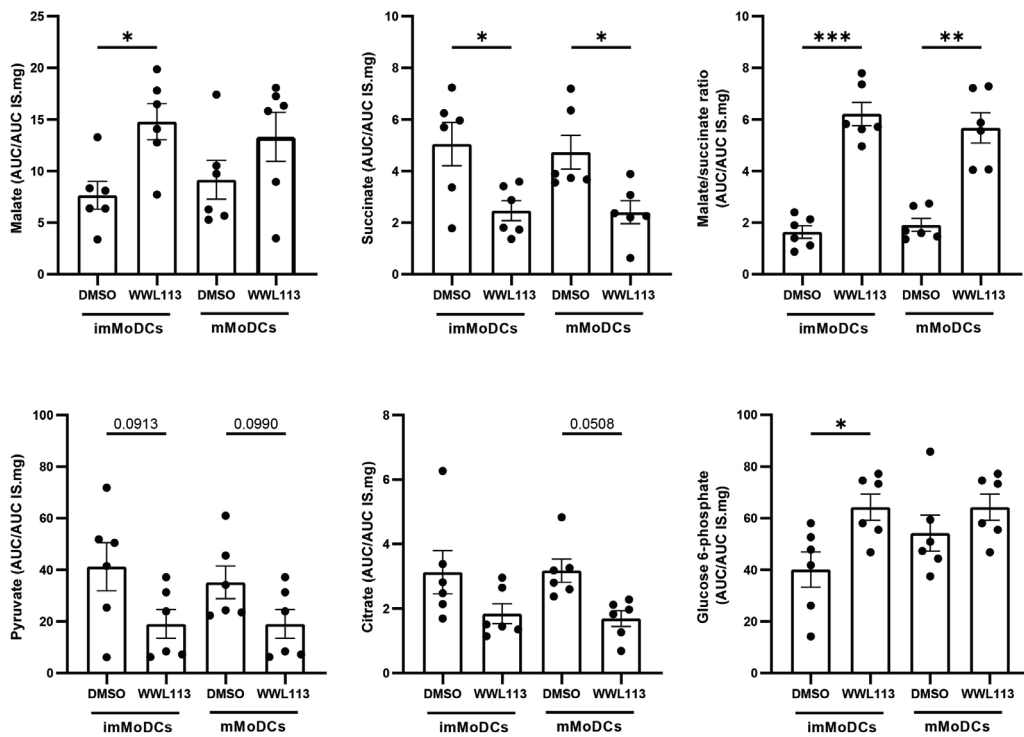 Malate (AUC/AUC IS.mg)
25
20
15
10
5
0
*
DMSO WWL113 DMSO WWL113
imMoDCs mMoDCs
Succinate (AUC/AUC IS.mg)
10
8
6
4
2
0
* *
DMSO WWL113 DMSO WWL113
imMoDCs mMoDCs
Malate/succinate ratio
(AUC/AUC IS.mg)
10
8
6
4
2
0
*** **
DMSO WWL113 DMSO WWL113
imMoDCs mMoDCs
Pyruvate (AUC/AUC IS.mg)
100
80
60
40
20
0
0.0913 0.0990
DMSO WWL113 DMSO WWL113
imMoDCs mMoDCs
Citrate (AUC/AUC IS.mg)
8
6
4
2
0
0.0508
DMSO WWL113 DMSO WWL113
imMoDCs mMoDCs
Glucose 6-phosphate
(AUC/AUC IS.mg)
100
80
60
40
20
0
*
DMSO WWL113 DMSO WWL113
imMoDCs mMoDCs